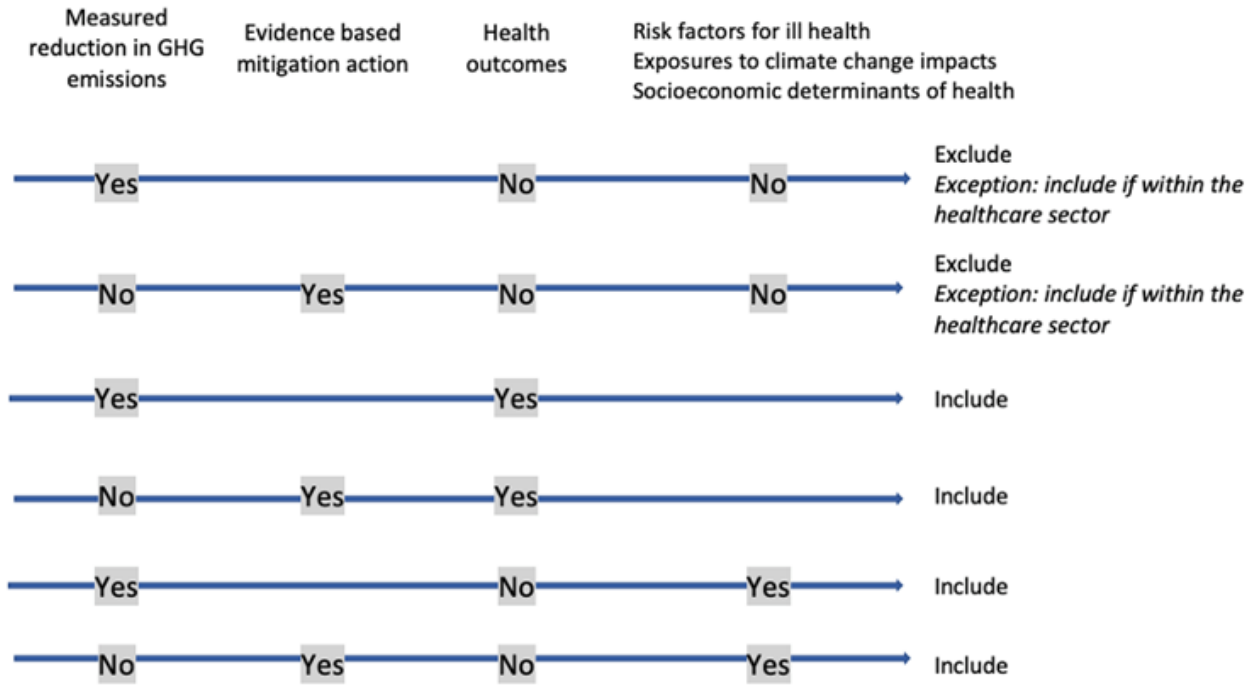 Measured
reduction in GHG
emissions
Evidence based
mitigation action
Health
outcomes
Risk factors for ill health
Exposures to climate change impacts
Socioeconomic determinants of health
Yes No No
Exclude
Exception: include if within the
healthcare sector
No Yes No No
Exclude
Exception: include if within the
healthcare sector
Yes Yes Include
No Yes Yes Include
Yes No Yes Include
No Yes No Yes Include